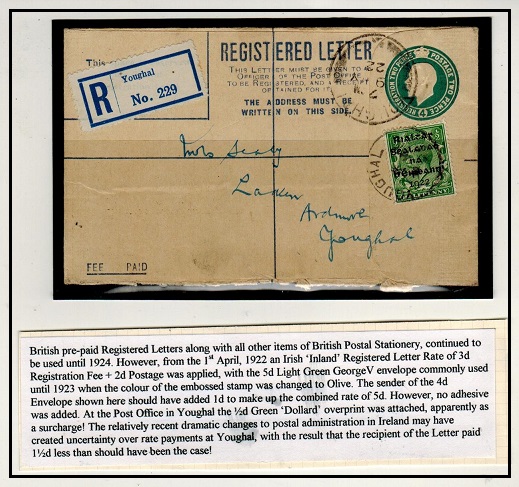 REGISTERED LETTER
THIS LETTER MUST BE GIVEN TO AN
OFFICER OF THE POST OFFICE
TO BE REGISTERED, AND A RECEIPT
OBTAINED FOR IT
THE ADDRESS MUST BE
WRITTEN ON THIS SIDE.
R
Youghal
No. 229
POSTAGE TWO PENCE
Rialtas
Sealadac
na
hÉireann
1922
YOUGHAL
Mrs Sealy
Ardmore
Youghal
FEE PAID
British pre-paid Registered Letters along with all other items of British Postal Stationery, continued to
be used until 1924. However, from the 1st April, 1922 an Irish 'Inland' Registered Letter Rate of 3d
Registration Fee + 2d Postage was applied, with the 5d Light Green GeorgeV envelope commonly used
until 1923 when the colour of the embossed stamp was changed to Olive. The sender of the 4d
Envelope shown here should have added 1d to make up the combined rate of 5d. However, no adhesive
was added. At the Post Office in Youghal the ½d Green 'Dollard' overprint was attached, apparently as
a surcharge! The relatively recent dramatic changes to postal administration in Ireland may have
created uncertainty over rate payments at Youghal, with the result that the recipient of the Letter paid
1½d less than should have been the case!